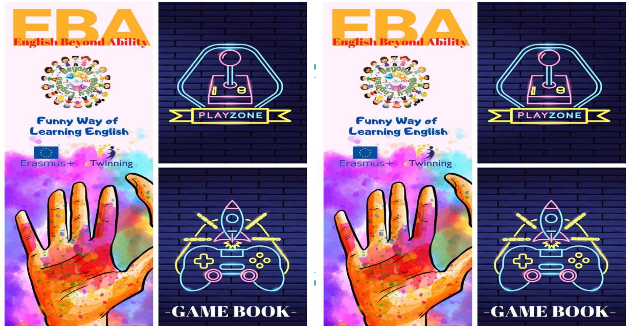 EBA
English Beyond Ability
Funny Way of
Learning English
Erasmus+
eTwinning
PLAYZONE
-GAME BOOK-
EBA
English Beyond Ability
Funny Way of
Learning English
Erasmus+
eTwinning
PLAYZONE
-GAME BOOK-